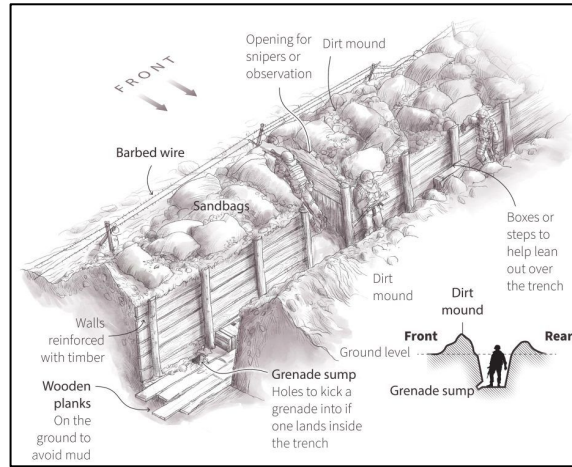 FRONT
Opening for
snipers or
observation
Dirt mound
Barbed wire
Sandbags
Boxes or
steps to
help lean
out over
the trench
Dirt
mound
Walls
reinforced
with timber
Wooden
planks
On the
ground to
avoid mud
Grenade sump
Holes to kick a
grenade into if
one lands inside
the trench
Dirt
mound
Front
Rear
Ground level
Grenade sump